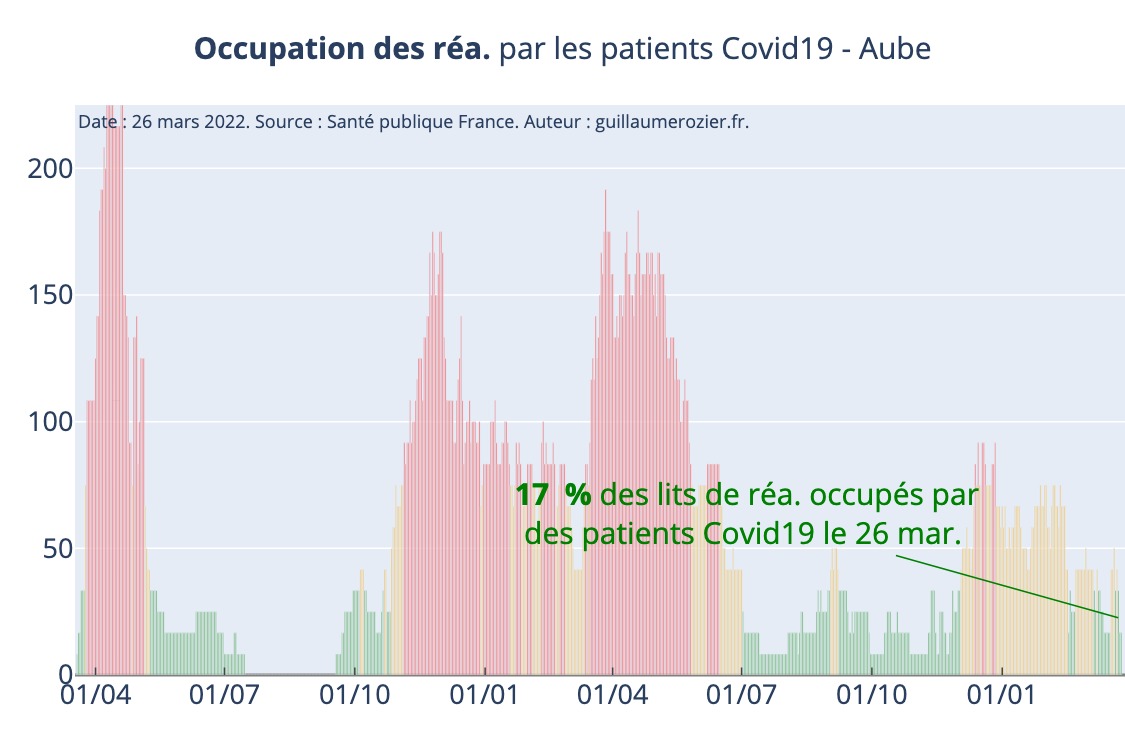 Occupation des réa. par les patients Covid19 - Aube
Date : 26 mars 2022. Source : Santé publique France. Auteur : guillaumerozier.fr.
200
150
100
17 % des lits de réa. occupés par
des patients Covid19 le 26 mar.
50
0
01/04 01/07 01/10 01/01 01/04 01/07 01/10 01/01